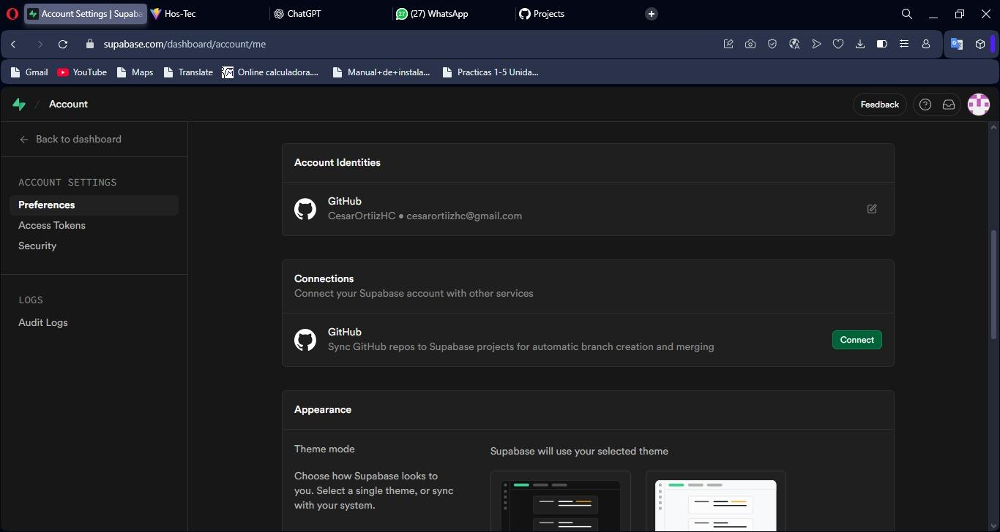 Account Settings | Supaba
Hos-Tec
ChatGPT
27
(27) WhatsApp
Projects
supabase.com/dashboard/account/me
Gmail
YouTube
Maps
Translate
Online calculadora....
Manual+de+instala...
Practicas 1-5 Unida...
/ Account
Feedback
Back to dashboard
ACCOUNT SETTINGS
Preferences
Access Tokens
Security
LOGS
Audit Logs
Account Identities
GitHub
CesarOrtiizHC • cesarortiizhc@gmail.com
Connections
Connect your Supabase account with other services
GitHub
Sync GitHub repos to Supabase projects for automatic branch creation and merging
Connect
Appearance
Theme mode
Choose how Supabase looks to
you. Select a single theme, or sync
with your system.
Supabase will use your selected theme